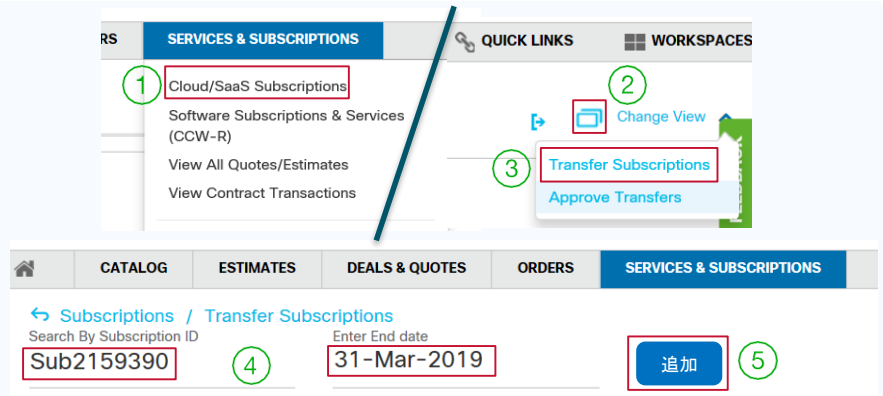 RS
SERVICES & SUBSCRIPTIONS
1
Cloud/SaaS Subscriptions
Software Subscriptions & Services
(CCW-R)
View All Quotes/Estimates
View Contract Transactions
QUICK LINKS
WORKSPACES
2
Change View
3
Transfer Subscriptions
Approve Transfers
FEEDBACK
CATALOG
ESTIMATES
DEALS & QUOTES
ORDERS
SERVICES & SUBSCRIPTIONS
Subscriptions / Transfer Subscriptions
Search By Subscription ID
Enter End date
Sub2159390
4
31-Mar-2019
追加
5